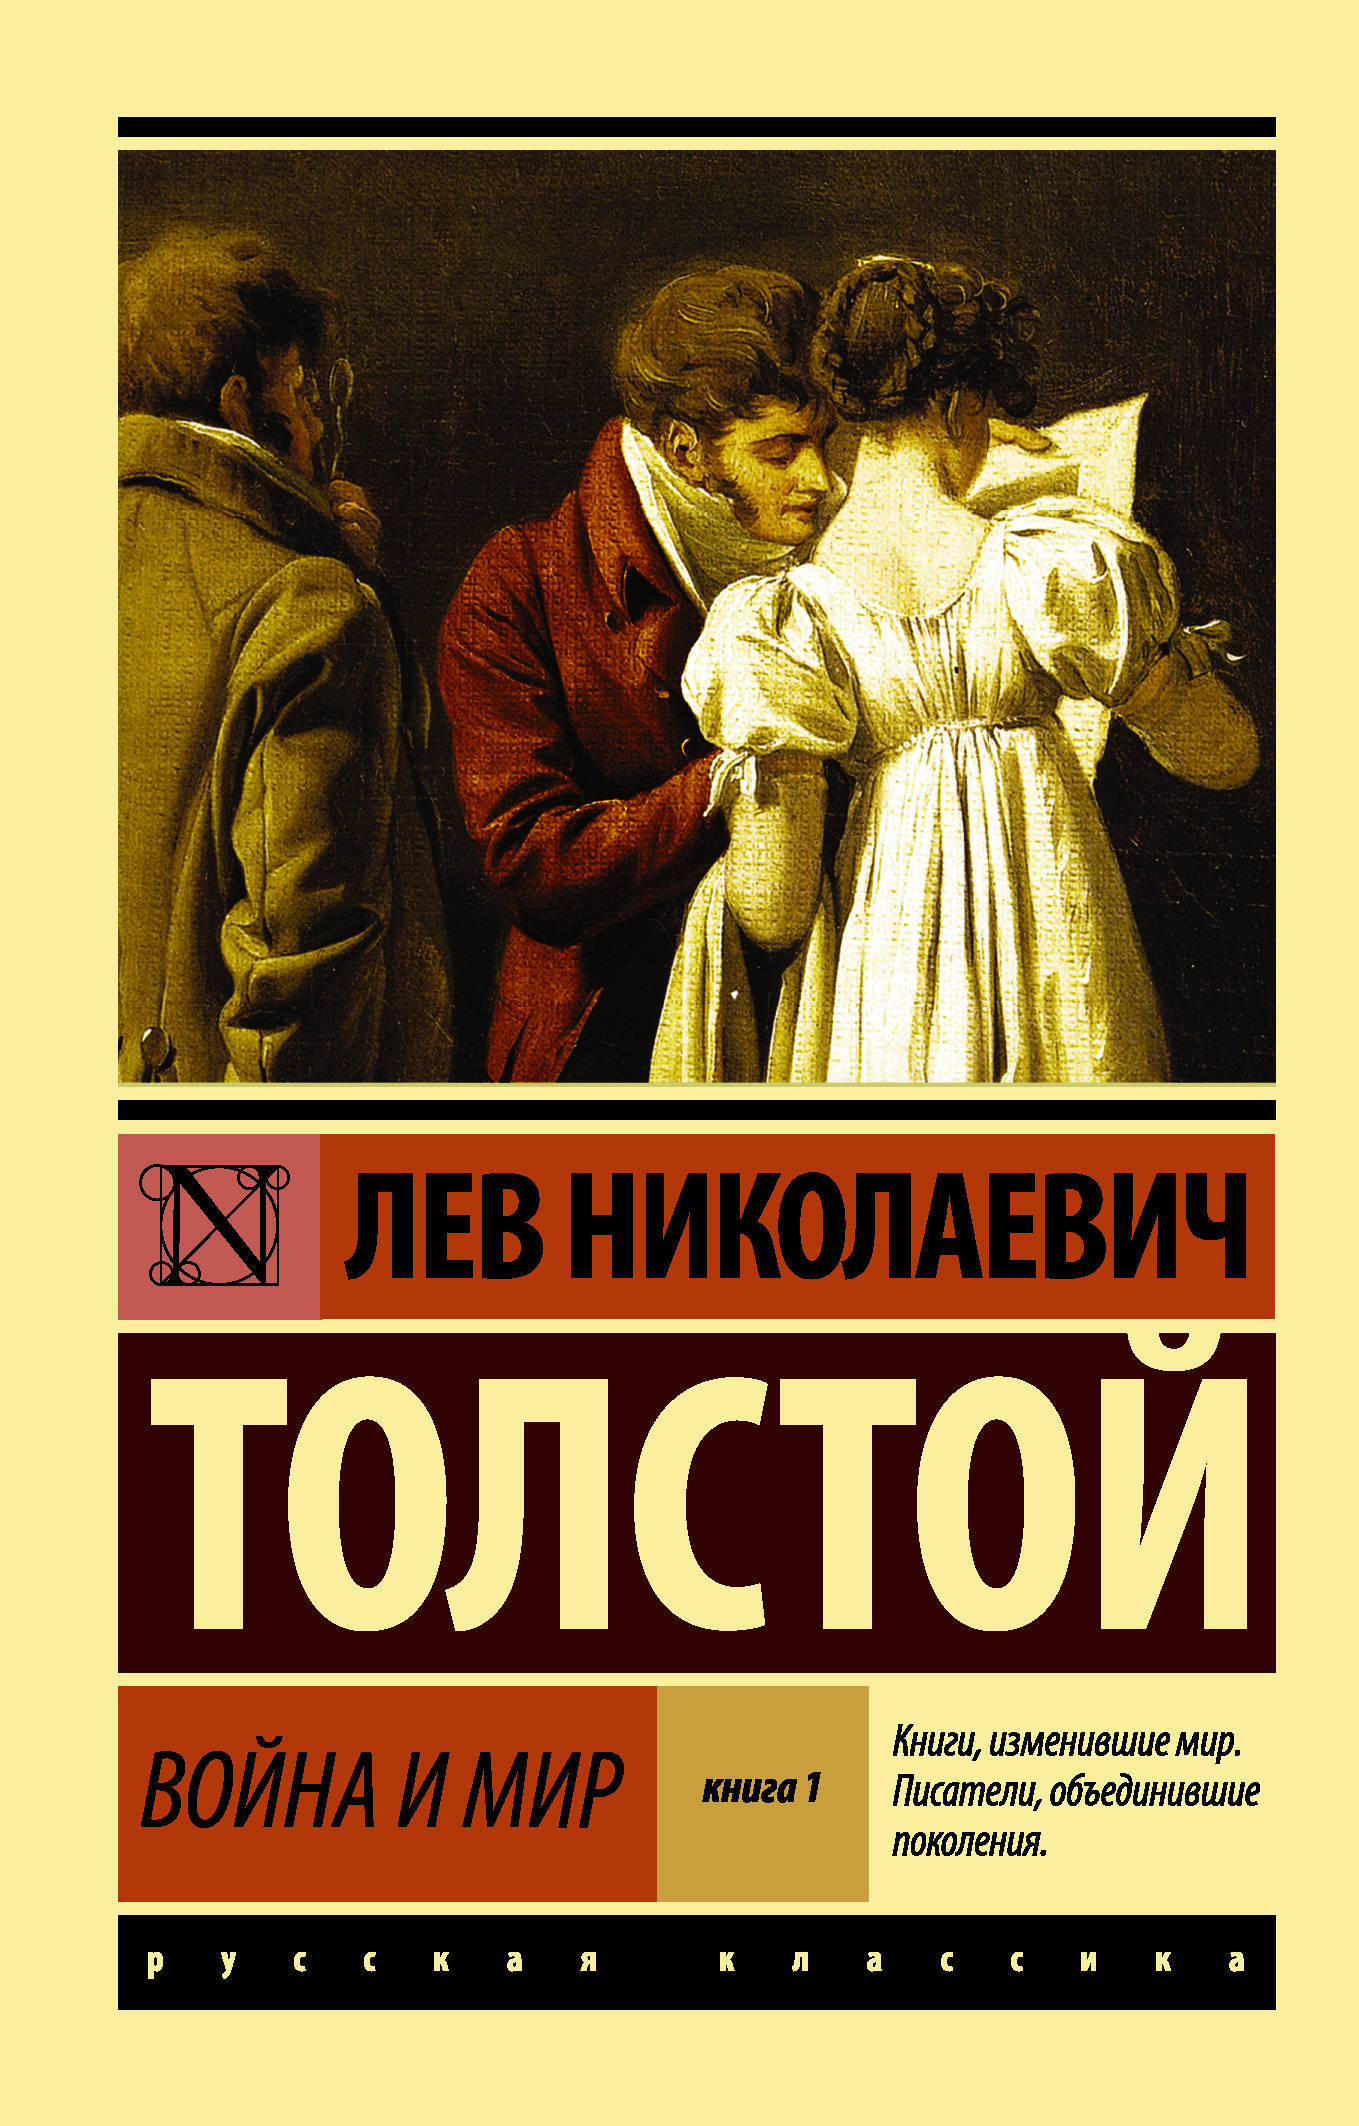 N
ЛЕВ НИКОЛАЕВИЧ
ТОЛСТОЙ
ВОЙНА И МИР
книга 1
Книги, изменившие мир.
Писатели, объединившие
поколения.
русская классика